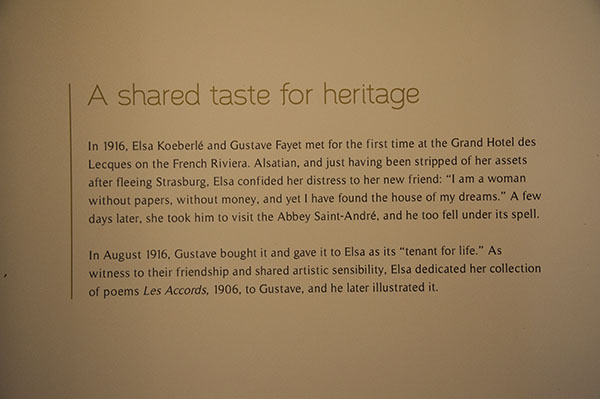 A shared taste for heritage
In 1916, Elsa Koeberlé and Gustave Fayet met for the first time at the Grand Hotel des
Lecques on the French Riviera. Alsatian, and just having been stripped of her assets
after fleeing Strasburg, Elsa confided her distress to her new friend: “I am a woman
without papers, without money, and yet I have found the house of my dreams.” A few
days later, she took him to visit the Abbey Saint-André, and he too fell under its spell.
In August 1916, Gustave bought it and gave it to Elsa as its “tenant for life.” As
witness to their friendship and shared artistic sensibility, Elsa dedicated her collection
of poems Les Accords, 1906, to Gustave, and he later illustrated it.